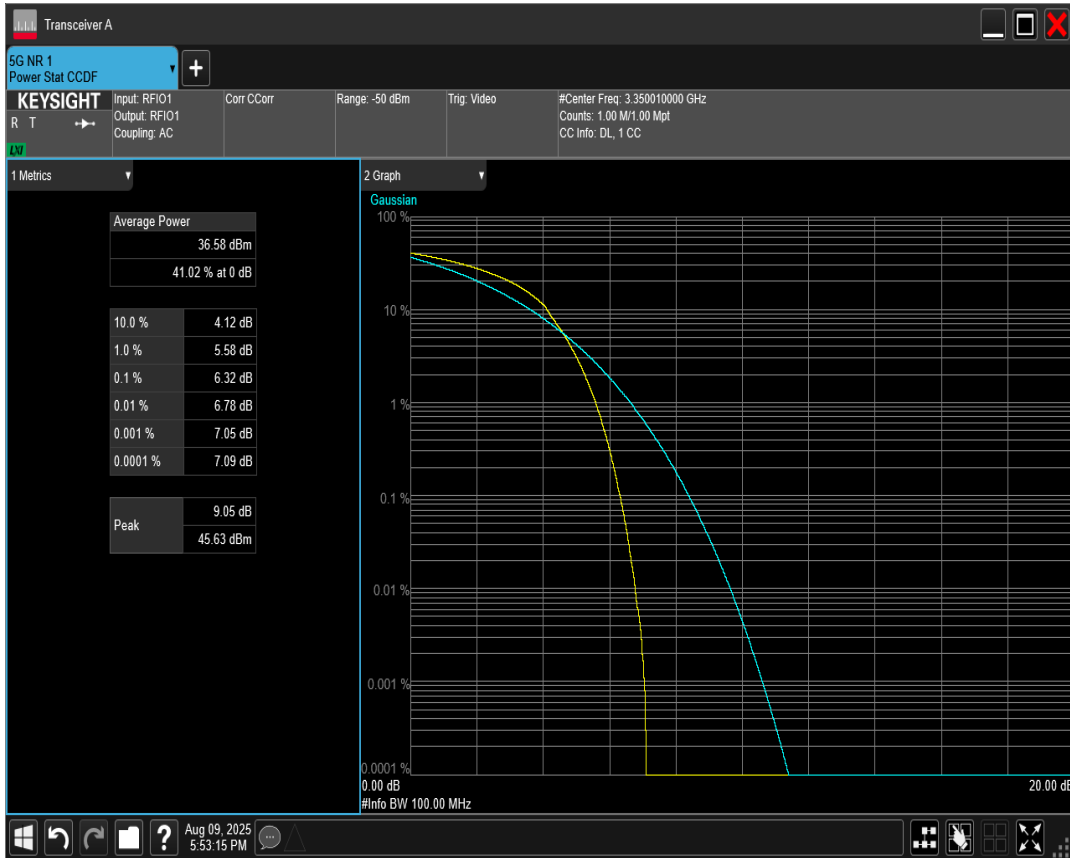 Transceiver A
5G NR 1
Power Stat CCDF
+
KEYSIGHT
R T
LXI
Input: RFIO1
Output: RFIO1
Coupling: AC
Corr CCorr
Range: -50 dBm
Trig: Video
#Center Freq: 3.350010000 GHz
Counts: 1.00 M/1.00 Mpt
CC Info: DL, 1 CC
1 Metrics
Average Power
36.58 dBm
41.02 % at 0 dB
10.0 % 4.12 dB
1.0 % 5.58 dB
0.1 % 6.32 dB
0.01 % 6.78 dB
0.001 % 7.05 dB
0.0001 % 7.09 dB
Peak
9.05 dB
45.63 dBm
2 Graph
Gaussian
100 %
10 %
1 %
0.1 %
0.01 %
0.001 %
0.0001 %
0.00 dB 20.00 dB
#Info BW 100.00 MHz
?
Aug 09, 2025
5:53:15 PM